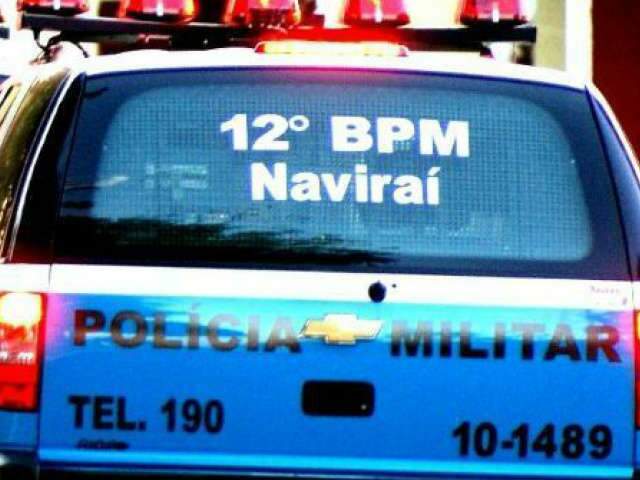 12º BPM
Naviraí
POLÍCIA MILITAR
TEL. 190
10-1489